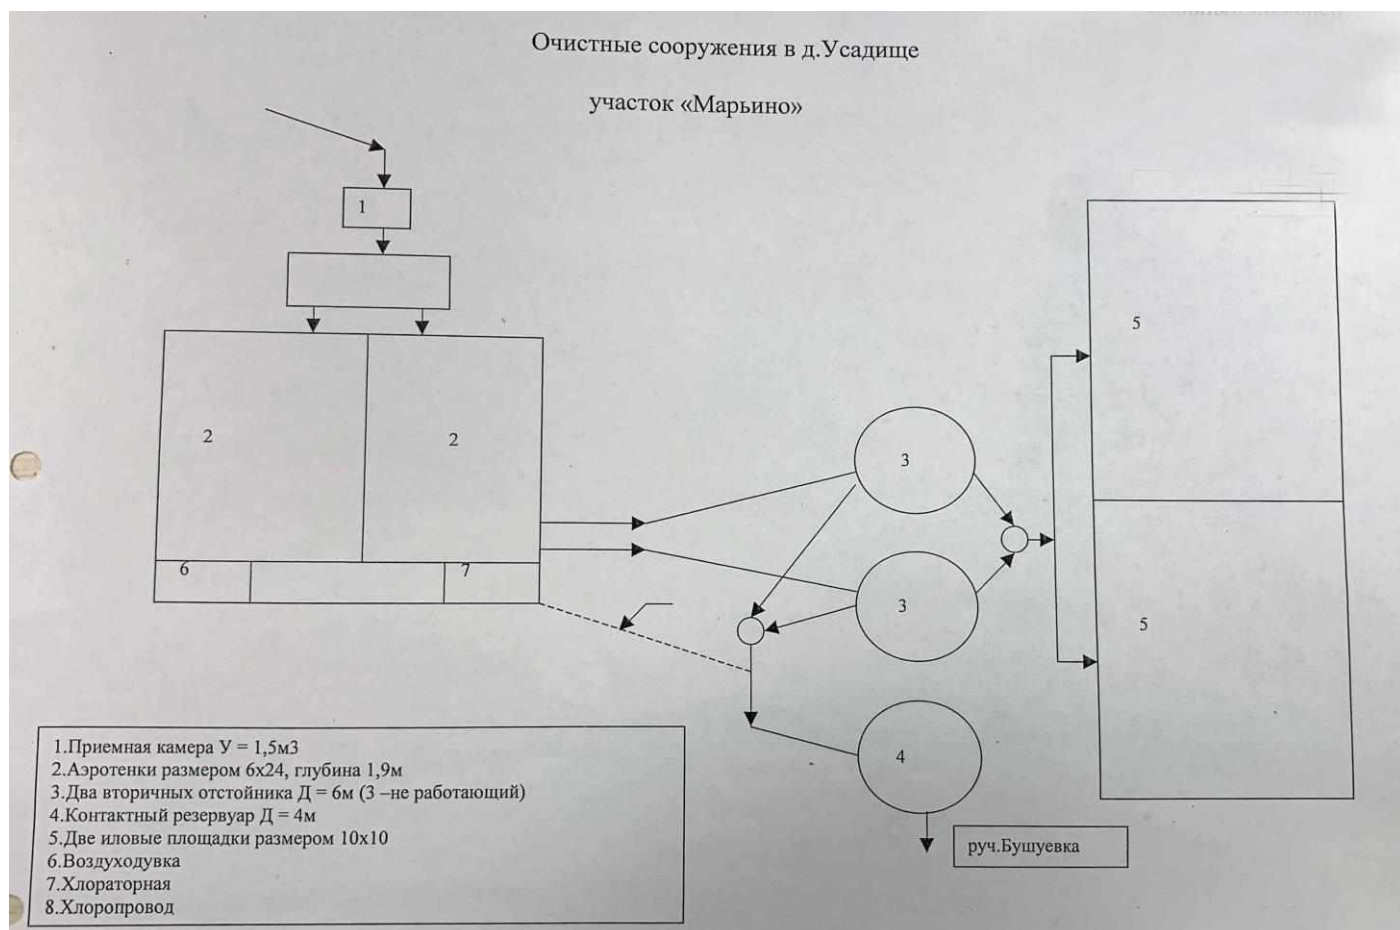 Очистные сооружения в д.Усадище
участок «Марьино»
1
2
2
3
5
6
7
3
5
4
руч.Бушуевка
1.Приемная камера У = 1,5м3
2.Аэротенки размером 6х24, глубина 1,9м
3.Два вторичных отстойника Д = 6м (3 –не работающий)
4.Контактный резервуар Д = 4м
5.Две иловые площадки размером 10х10
6.Воздуходувка
7.Хлораторная
8.Хлоропровод